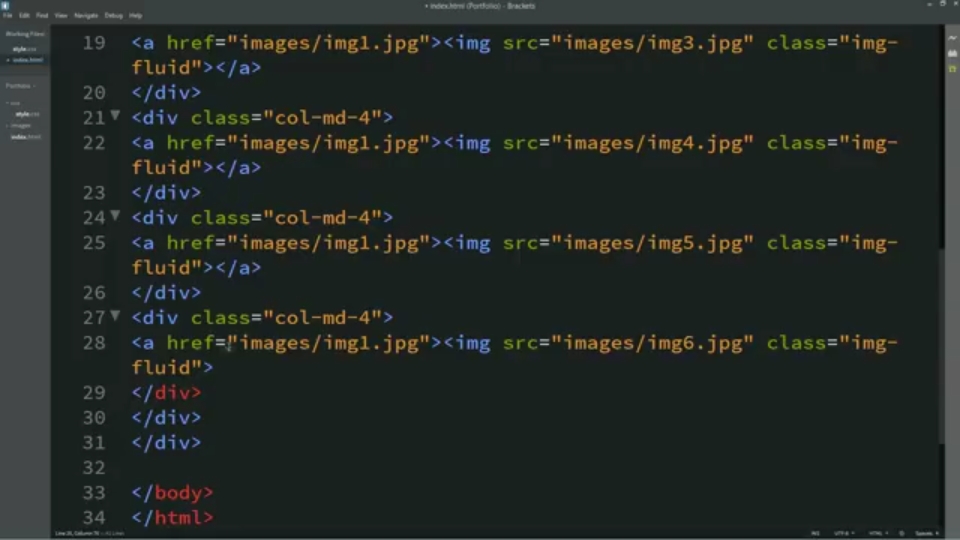 • index.html (Portfolio) - Brackets
File Edit Find View Navigate Debug Help
Working Files
style.css
• index.html
Portfolio
css
style.css
images
index.html
19 <a href="images/img1.jpg"><img src="images/img3.jpg" class="img-
fluid"></a>
20 </div>
21 <div class="col-md-4">
22 <a href="images/img1.jpg"><img src="images/img4.jpg" class="img-
fluid"></a>
23 </div>
24 <div class="col-md-4">
25 <a href="images/img1.jpg"><img src="images/img5.jpg" class="img-
fluid"></a>
26 </div>
27 <div class="col-md-4">
28 <a href="images/img1.jpg"><img src="images/img6.jpg" class="img-
fluid">
29 </div>
30 </div>
31 </div>
32
33 </body>
34 </html>
INS UTF-8 HTML Spaces: 4